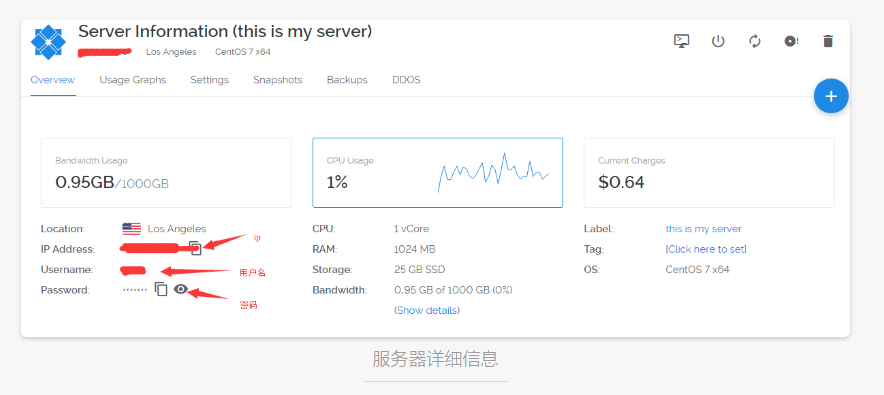 Server Information (this is my server)
Los Angeles CentOS 7 x64
Overview Usage Graphs Settings Snapshots Backups DDOS
Bandwidth Usage
0.95GB/1000GB
CPU Usage
1%
Current Charges
$0.64
Location: Los Angeles
IP Address:
ip
Username:
用户名
Password: ·······
密码
CPU: 1 vCore
RAM: 1024 MB
Storage: 25 GB SSD
Bandwidth: 0.95 GB of 1000 GB (0%)
(Show details)
Label: this is my server
Tag: [Click here to set]
OS: CentOS 7 x64
服务器详细信息